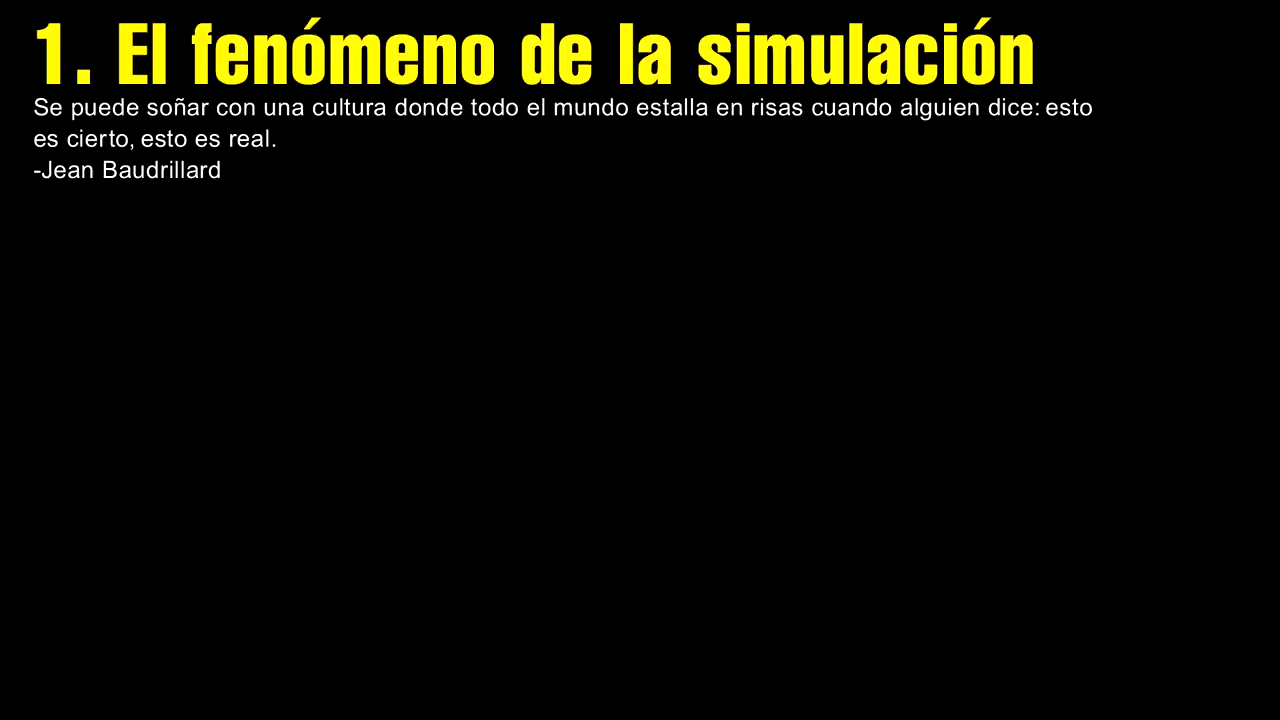 1. El fenómeno de la simulación
Se puede soñar con una cultura donde todo el mundo estalla en risas cuando alguien dice: esto
es cierto, esto es real.
-Jean Baudrillard